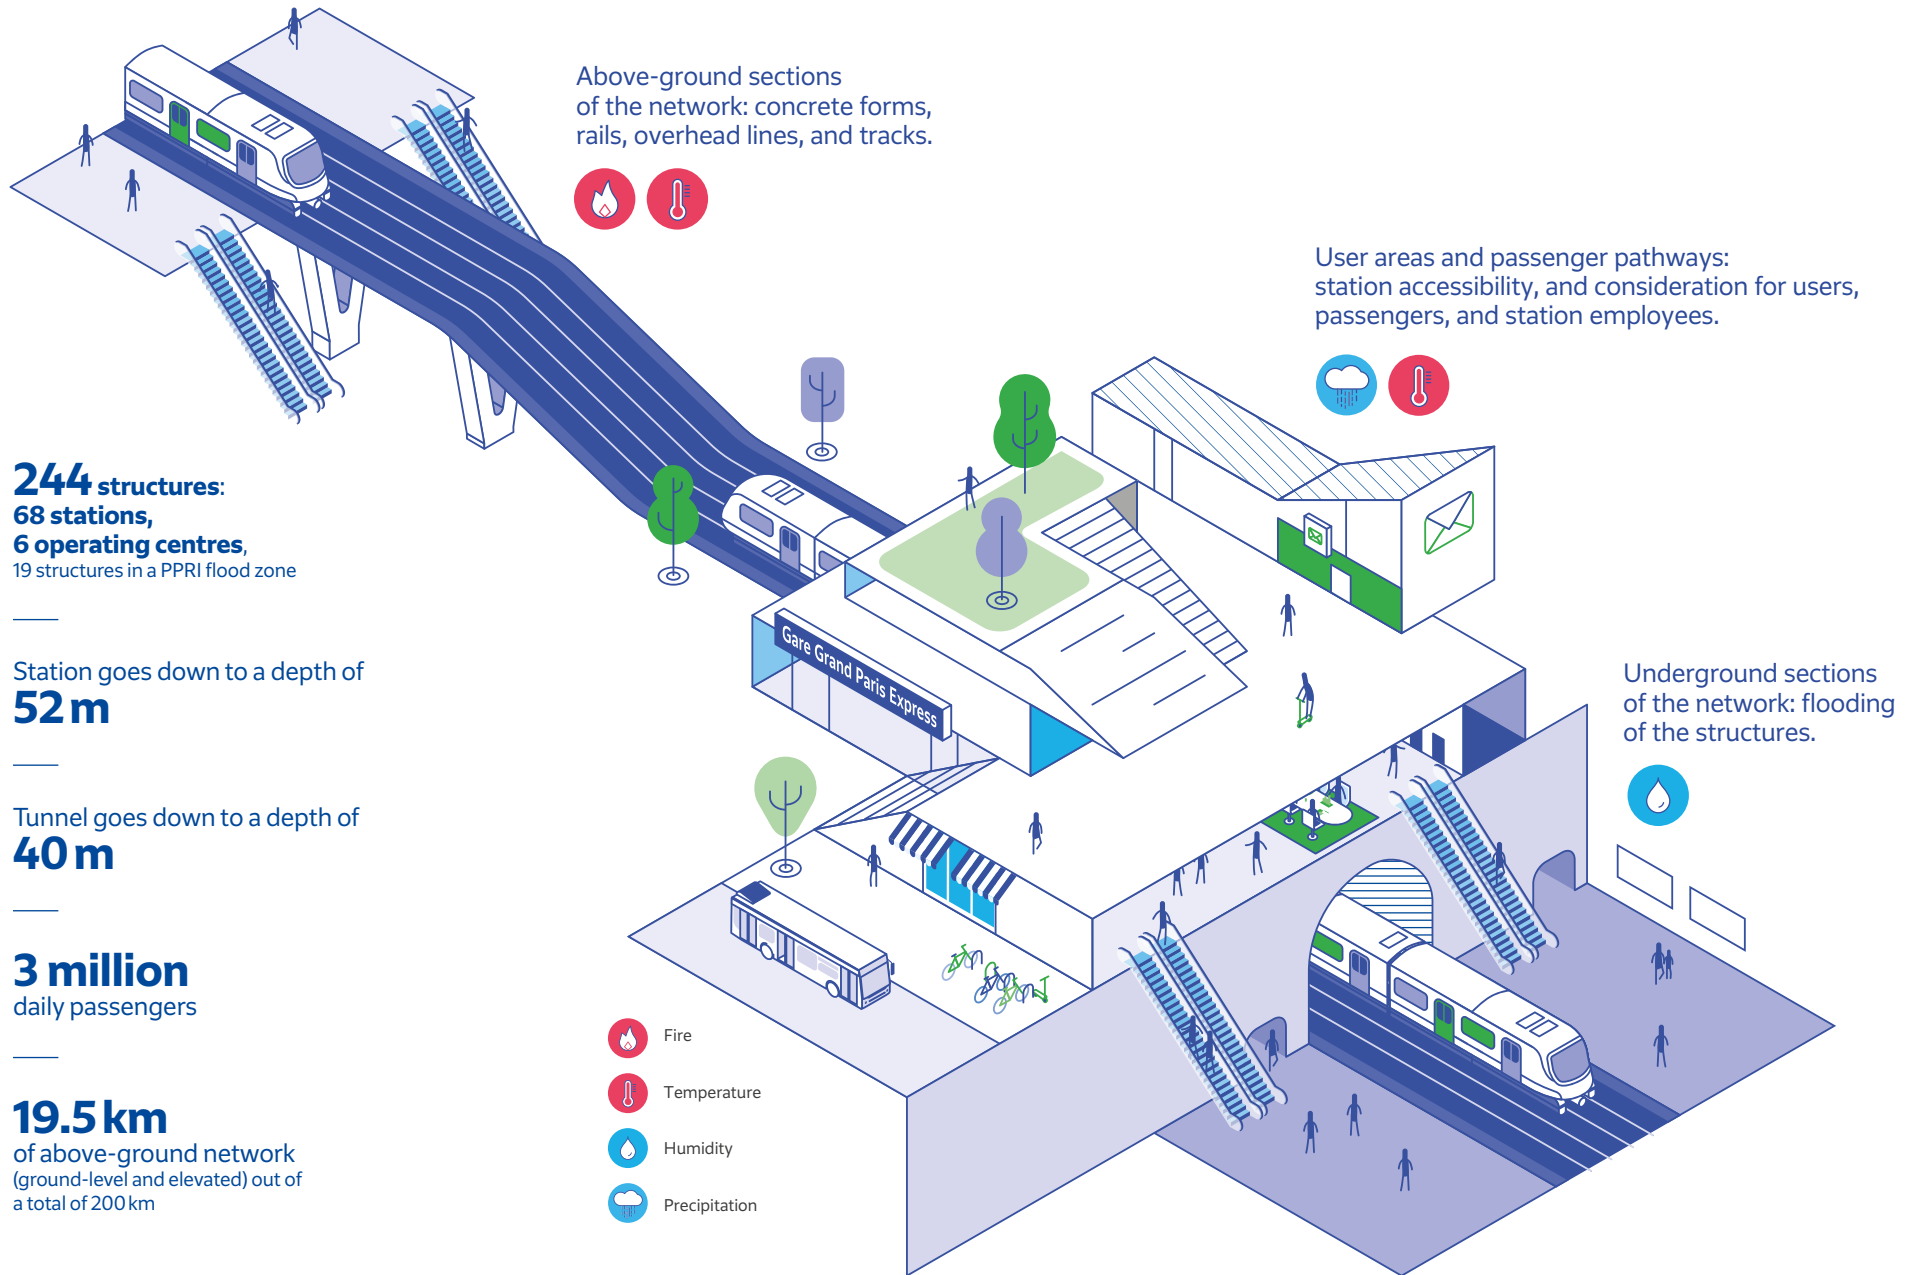 Above-ground sections
of the network: concrete forms,
rails, overhead lines, and tracks.
User areas and passenger pathways:
station accessibility, and consideration for users,
passengers, and station employees.
244 structures:
68 stations,
6 operating centres,
19 structures in a PPRI flood zone
Station goes down to a depth of
52 m
Tunnel goes down to a depth of
40 m
3 million
daily passengers
19.5 km
of above-ground network
(ground-level and elevated) out of
a total of 200 km
Gare Grand Paris Express
Underground sections
of the network: flooding
of the structures.
Fire
Temperature
Humidity
Precipitation